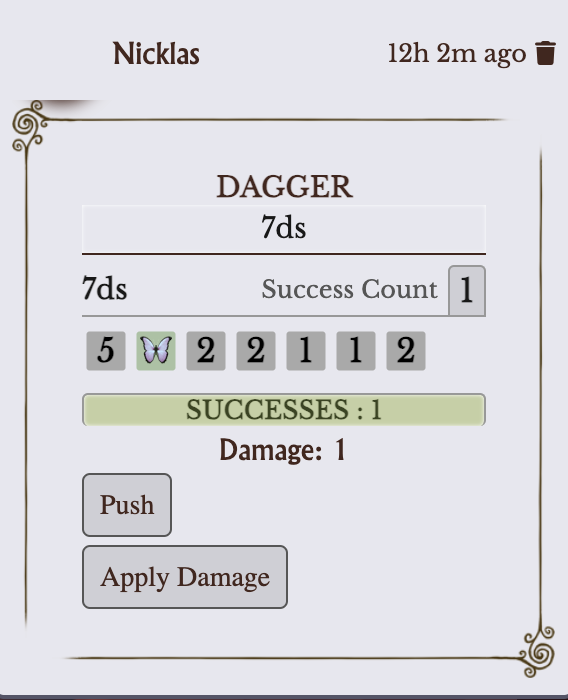 Nicklas 12h 2m ago
DAGGER
7ds
7ds Success Count 1
5 2 2 1 1 2
SUCCESSES : 1
Damage: 1
Push
Apply Damage